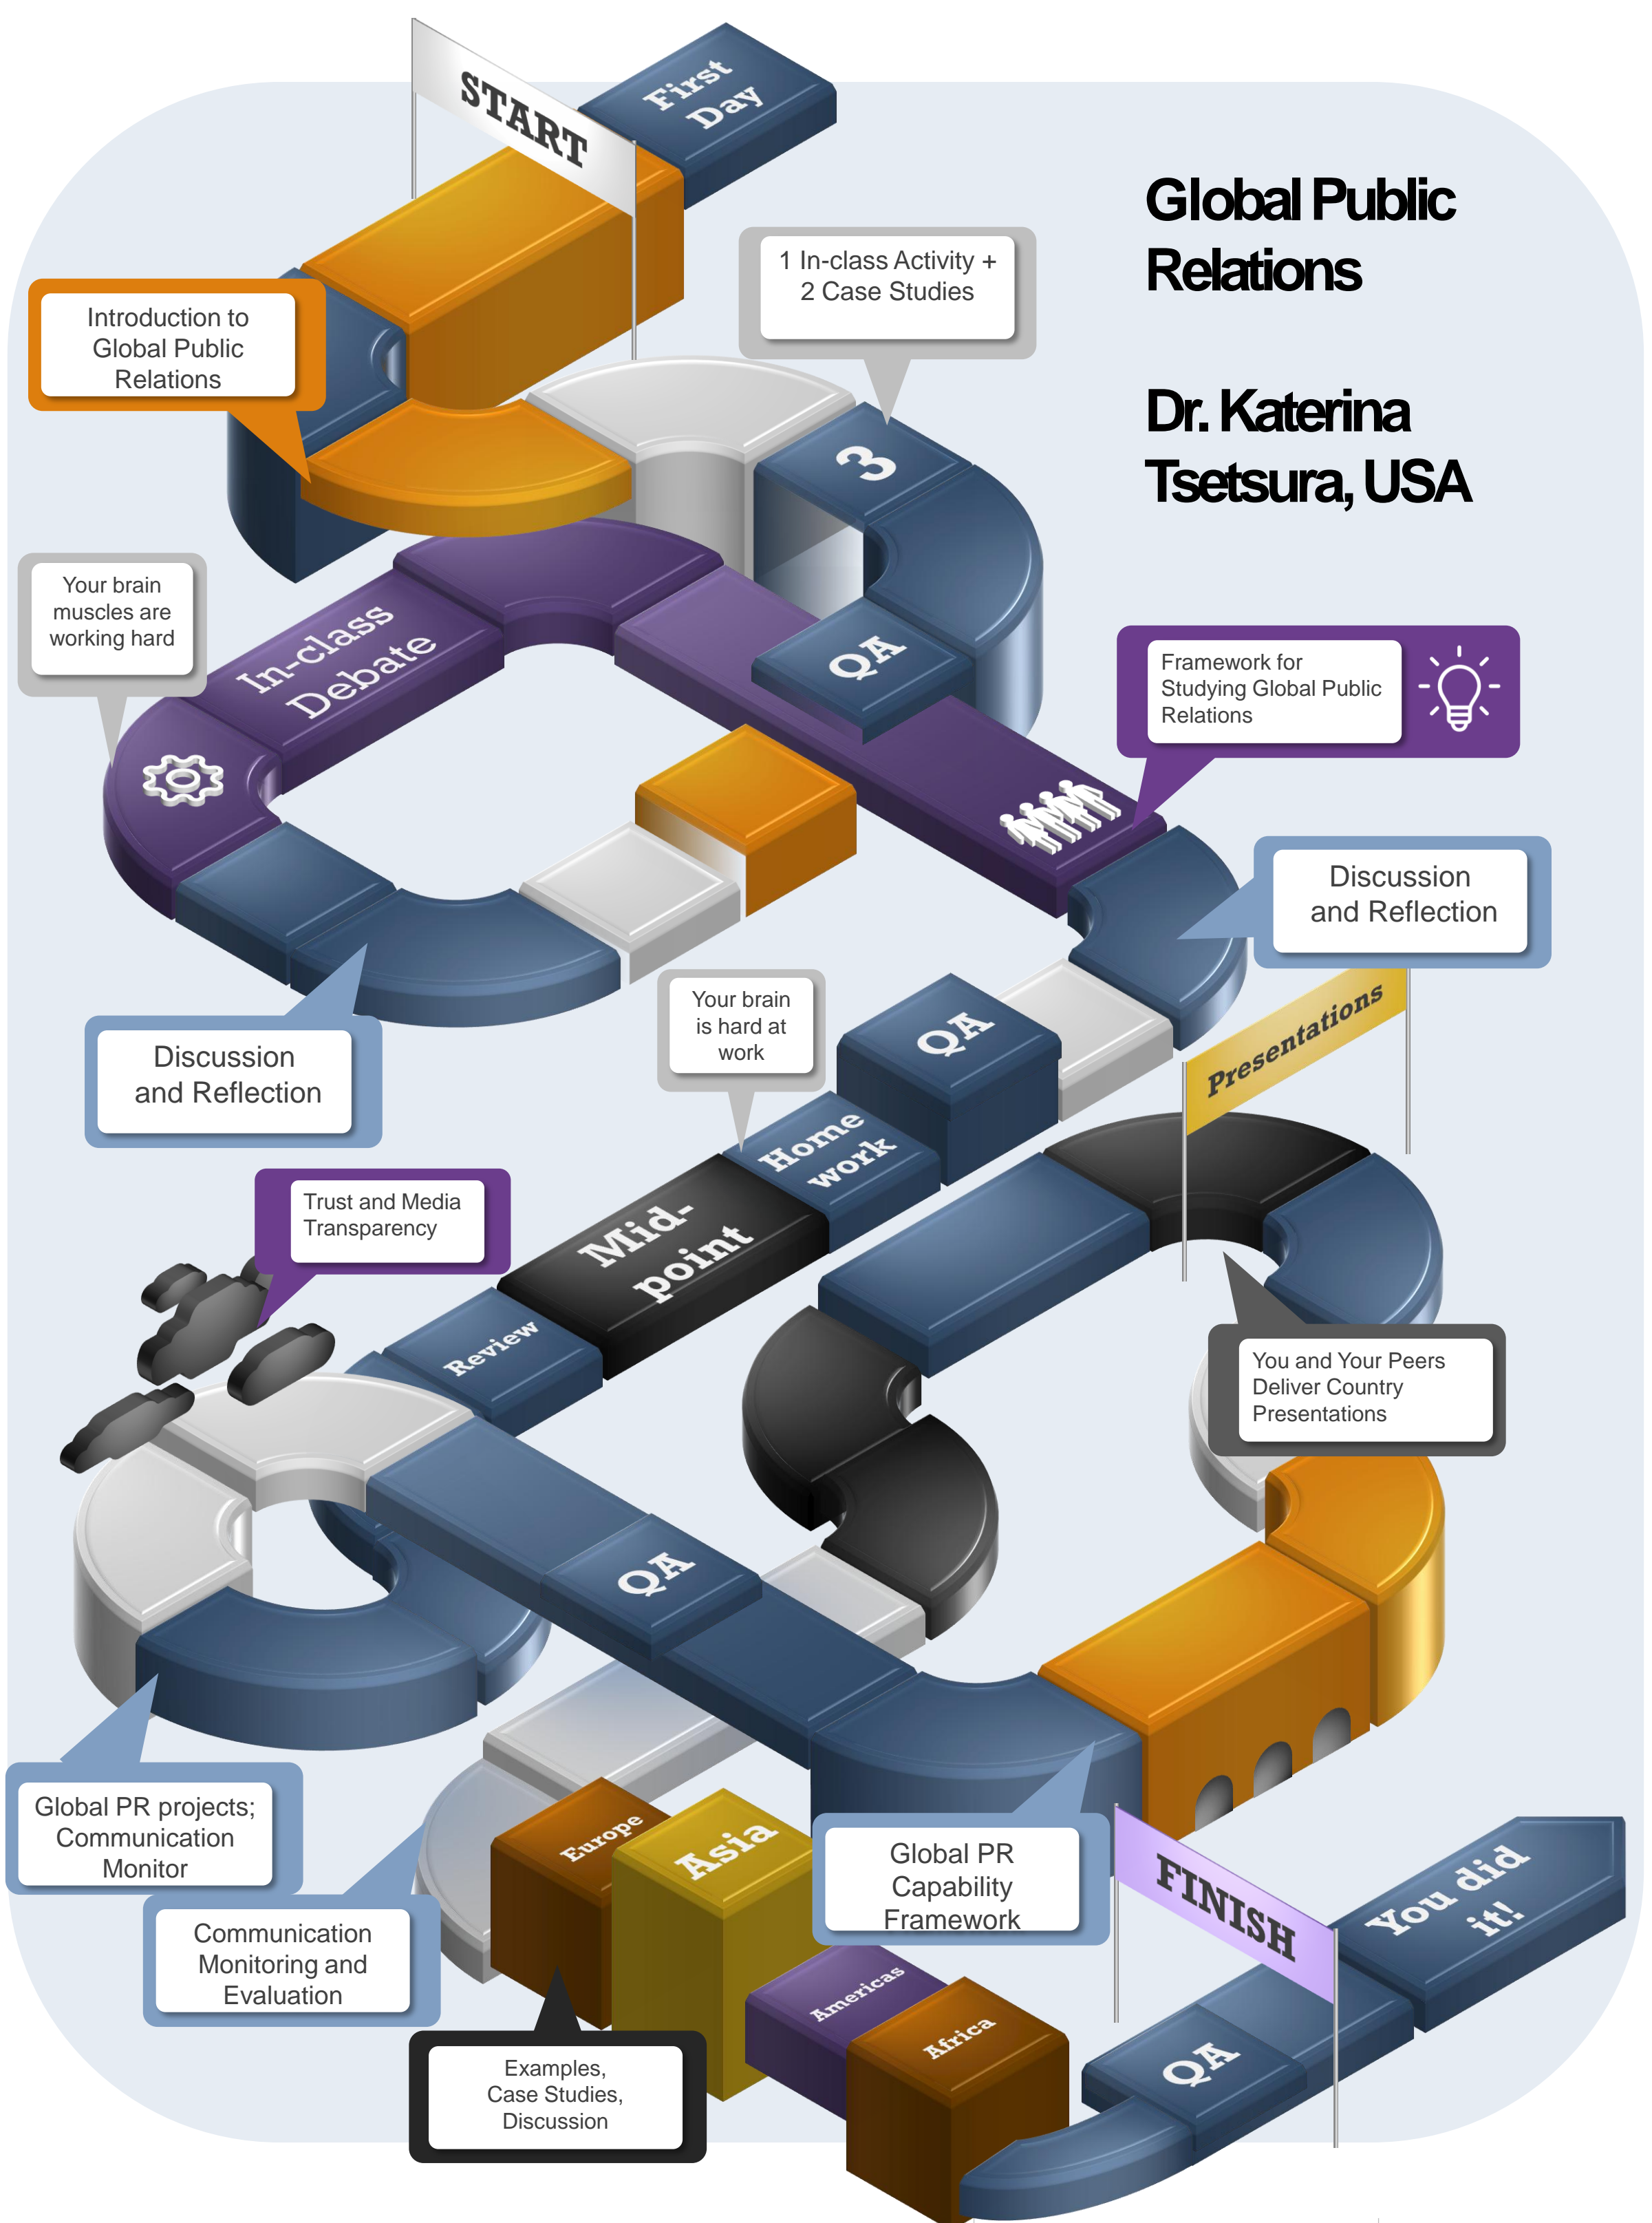 START
First
Day
Global Public
Relations
Dr. Katerina
Tsetsura, USA
1 In-class Activity +
2 Case Studies
Introduction to
Global Public
Relations
3
Your brain
muscles are
working hard
In-class
Debate
QA
Framework for
Studying Global Public
Relations
Discussion
and Reflection
Discussion
and Reflection
Your brain
is hard at
work
QA
Presentations
Home
work
Trust and Media
Transparency
Mid-
point
Review
You and Your Peers
Deliver Country
Presentations
QA
Global PR projects;
Communication
Monitor
Communication
Monitoring and
Evaluation
Europe
Asia
Global PR
Capability
Framework
FINISH
You did
it!
Americas
Africa
QA
Examples,
Case Studies,
Discussion